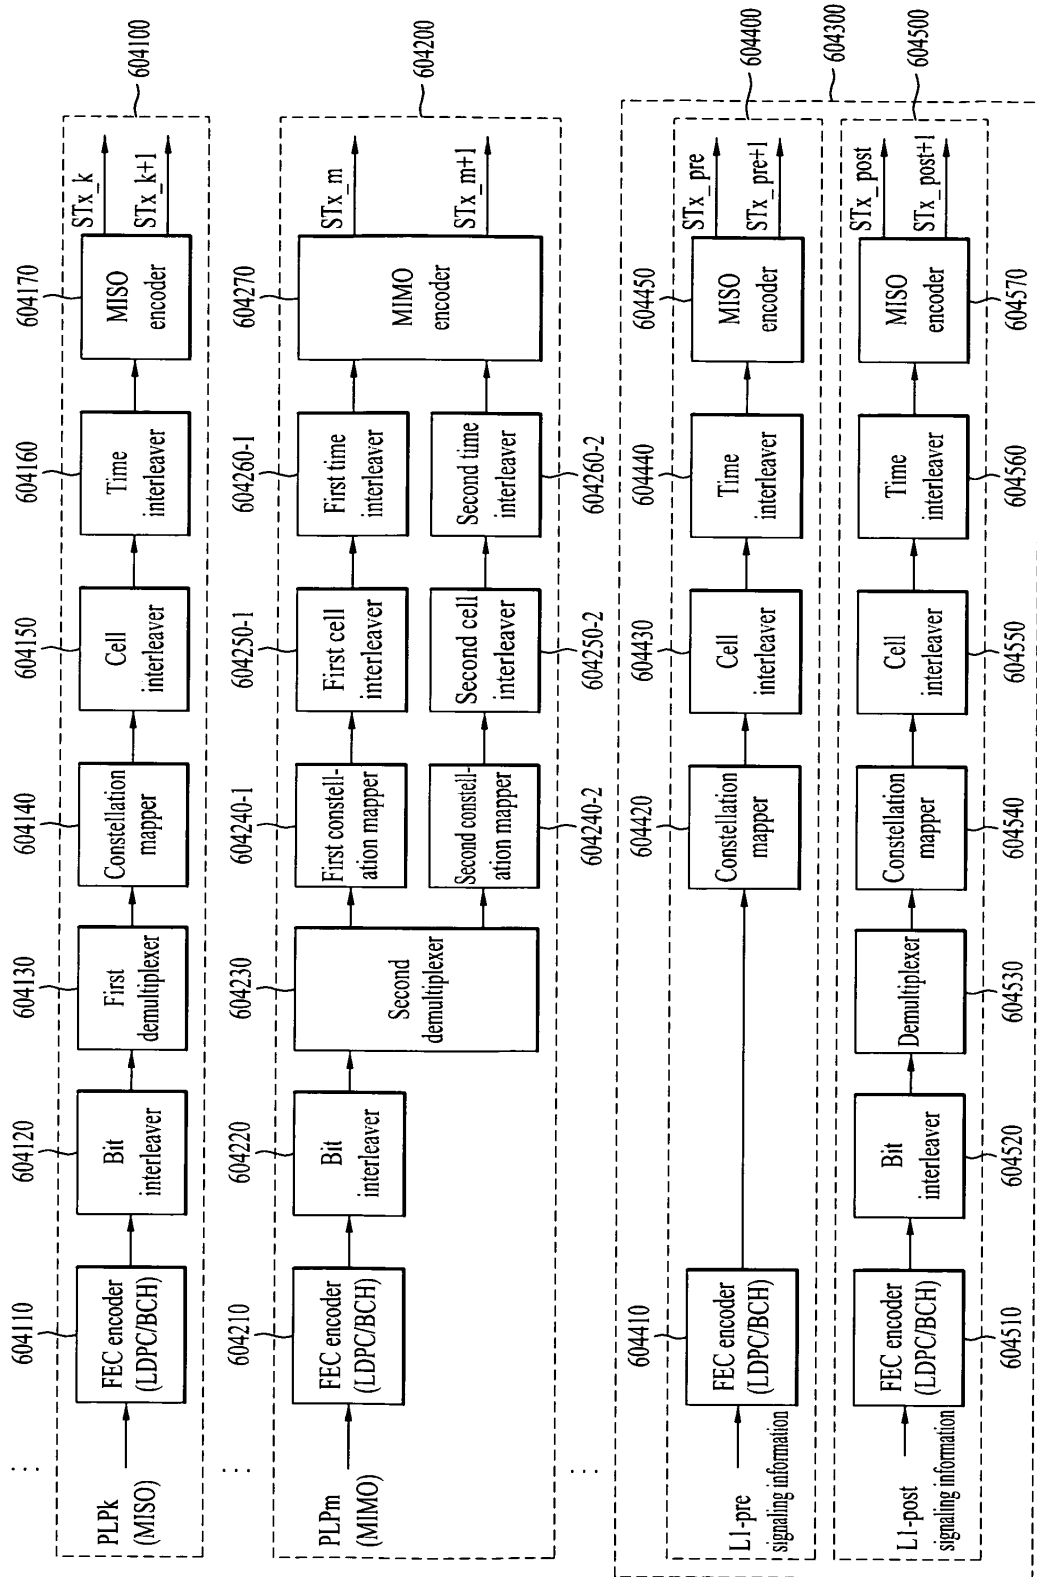 604110
604120
604130
604140
604150
604160
604170
604100
PLPk
(MISO)
FEC encoder
(LDPC/BCH)
Bit
interleaver
First
demultiplexer
Constellation
mapper
Cell
interleaver
Time
interleaver
MISO
encoder
STx_k
STx_k+1
604210
604220
604230
604240-1
604250-1
604260-1
604270
604200
PLPm
(MIMO)
FEC encoder
(LDPC/BCH)
Bit
interleaver
Second
demultiplexer
First constell-
ation mapper
First cell
interleaver
First time
interleaver
MIMO
encoder
STx_m
STx_m+1
Second constell-
ation mapper
Second cell
interleaver
Second time
interleaver
604240-2
604250-2
604260-2
604410
604420
604430
604440
604450
604400
604300
L1-pre
signaling information
FEC encoder
(LDPC/BCH)
Constellation
mapper
Cell
interleaver
Time
interleaver
MISO
encoder
STx_pre
STx_pre+1
L1-post
signaling information
FEC encoder
(LDPC/BCH)
Bit
interleaver
Demultiplexer
Constellation
mapper
Cell
interleaver
Time
interleaver
MISO
encoder
STx_post
STx_post+1
604500
604510
604520
604530
604540
604550
604560
604570